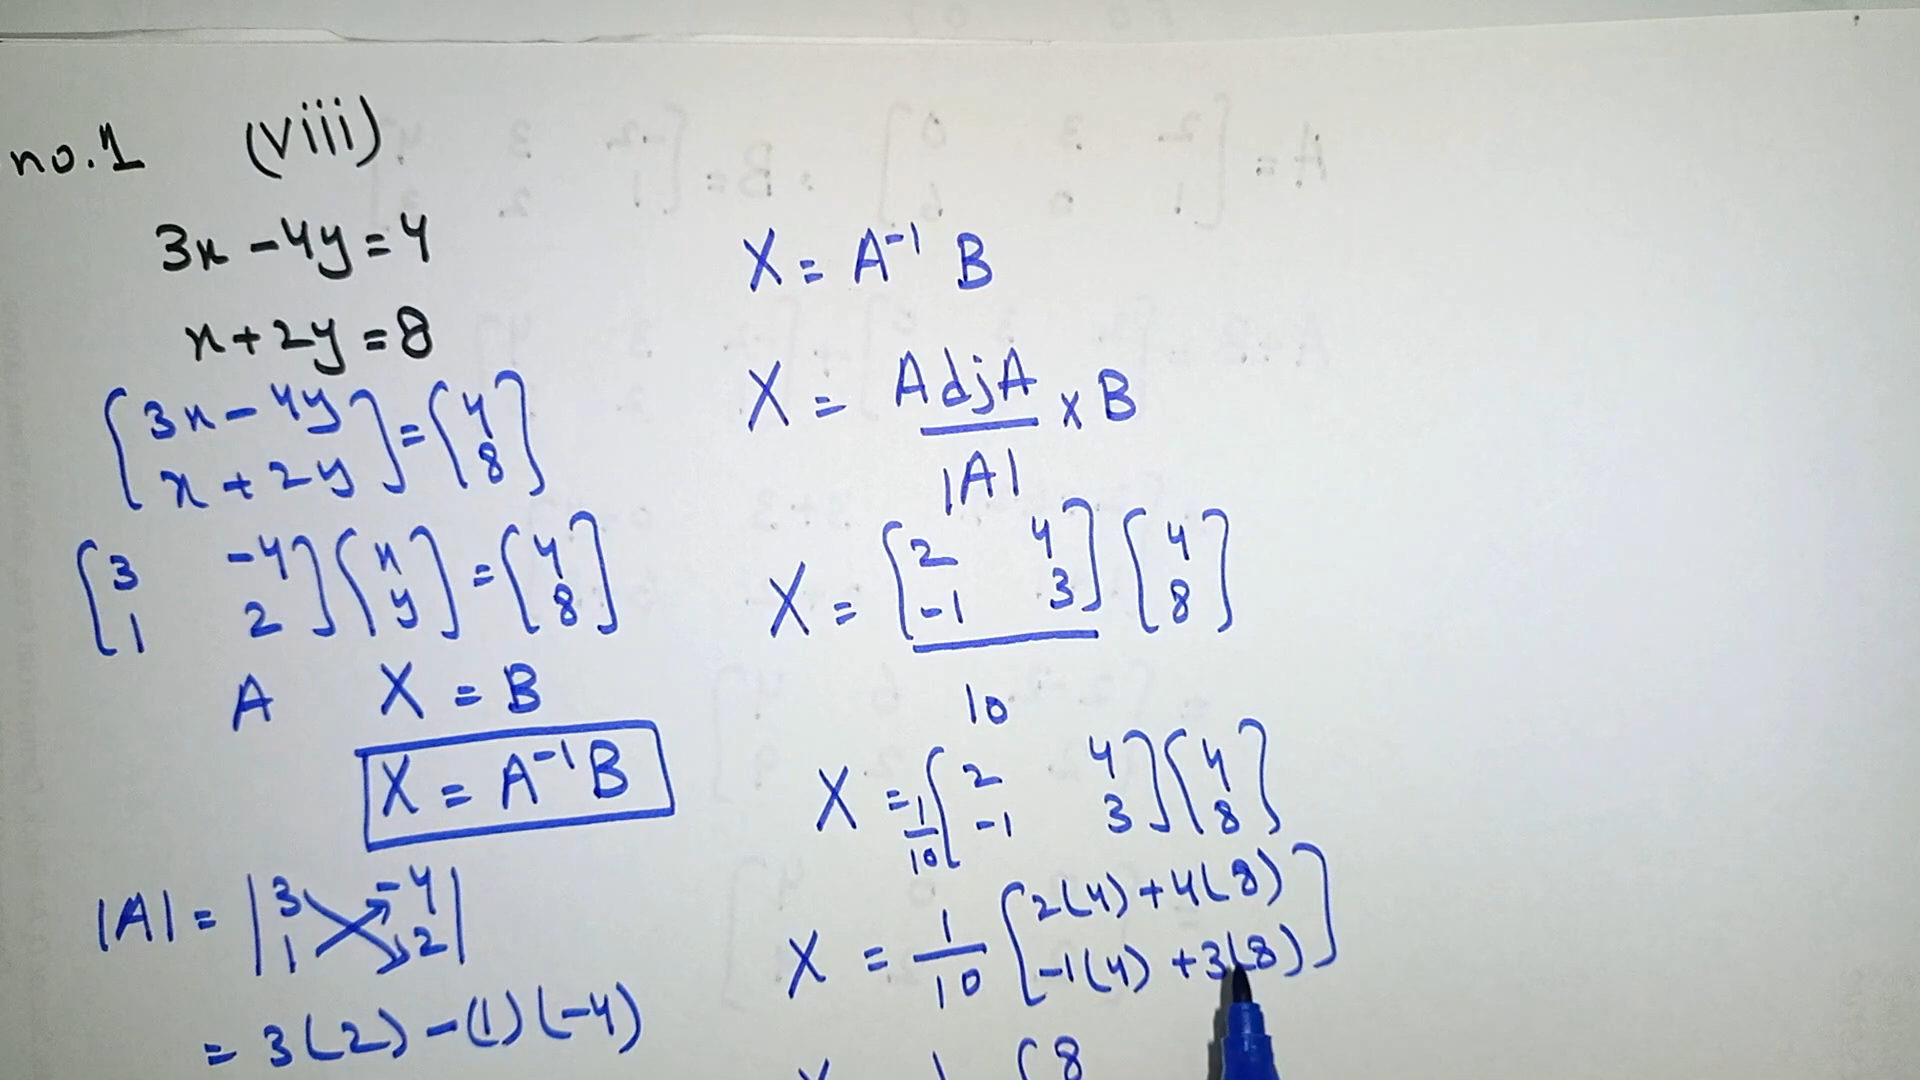 no.1 (viii)
3x - 4y = 4
x + 2y = 8
[3x - 4y
x + 2y] = [4
8]
[3 -4
1 2] [x
y] = [4
8]
A X = B
X = A⁻¹B
|A| = |3 -4
1 2|
= 3(2) - (1)(-4)
X = A⁻¹ B
X = AdjA × B
|A|
X = [2 4
-1 3] [4
8]
10
X = 1/10 [2 4
-1 3] [4
8]
X = 1/10 [2(4) + 4(8)
-1(4) + 3(8)]
[8